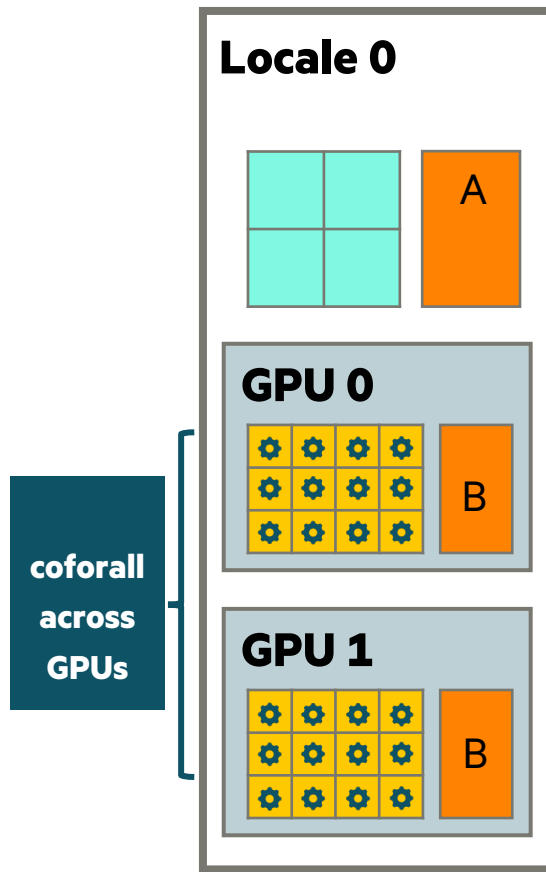 Locale 0
A
GPU 0
B
coforall
across
GPUs
GPU 1
B